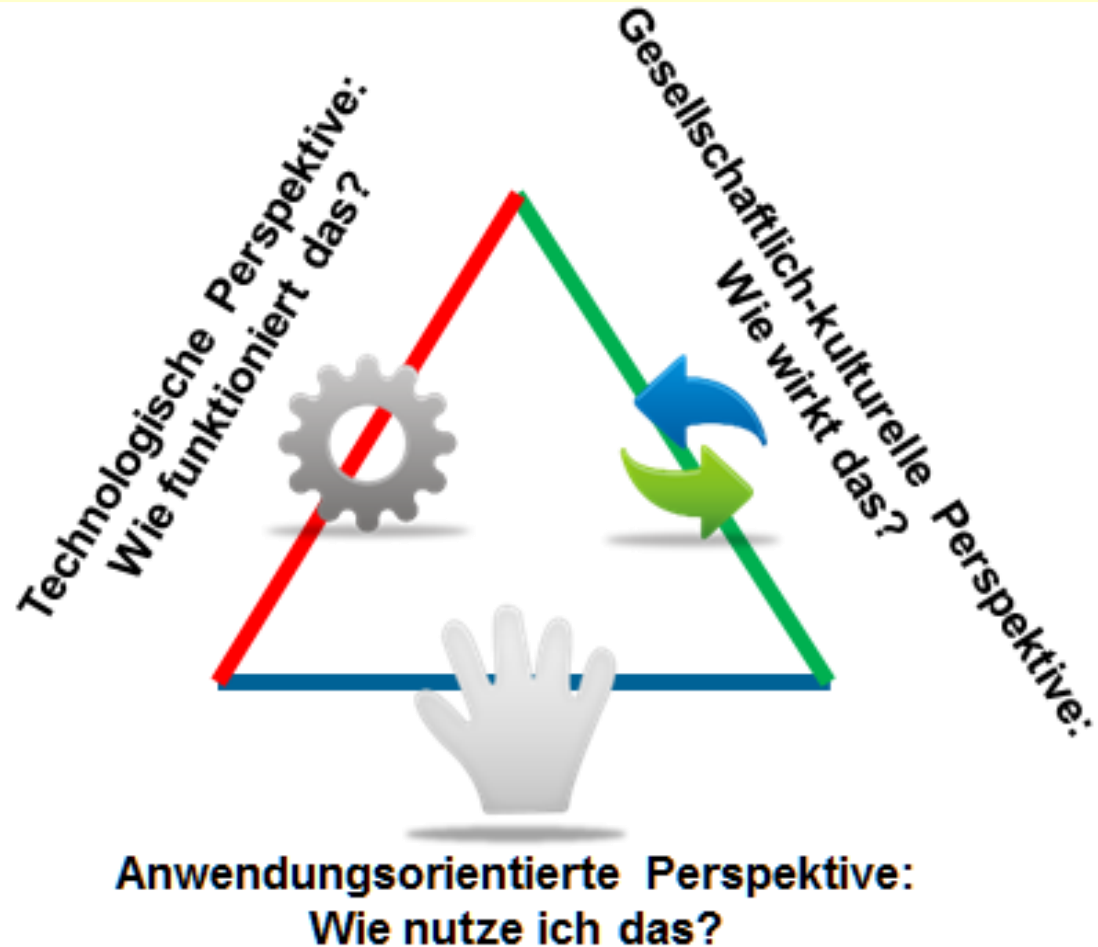 Technologische Perspektive:
Wie funktioniert das?
Gesellschaftlich-kulturelle Perspektive:
Wie wirkt das?
Anwendungsorientierte Perspektive:
Wie nutze ich das?